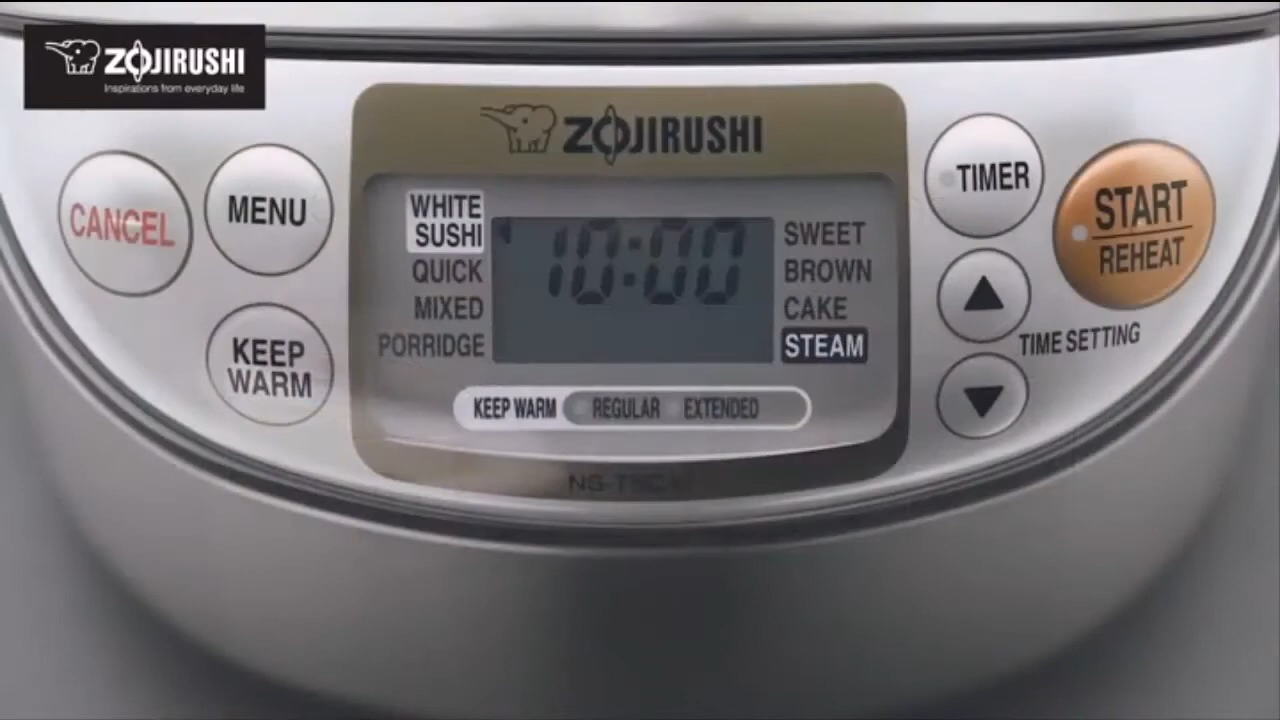 ZOJIRUSHI
Inspirations from everyday life
ZOJIRUSHI
CANCEL
MENU
KEEP
WARM
WHITE
SUSHI
QUICK
MIXED
PORRIDGE
10:00
SWEET
BROWN
CAKE
STEAM
KEEP WARM REGULAR EXTENDED
TIMER
START
REHEAT
TIME SETTING